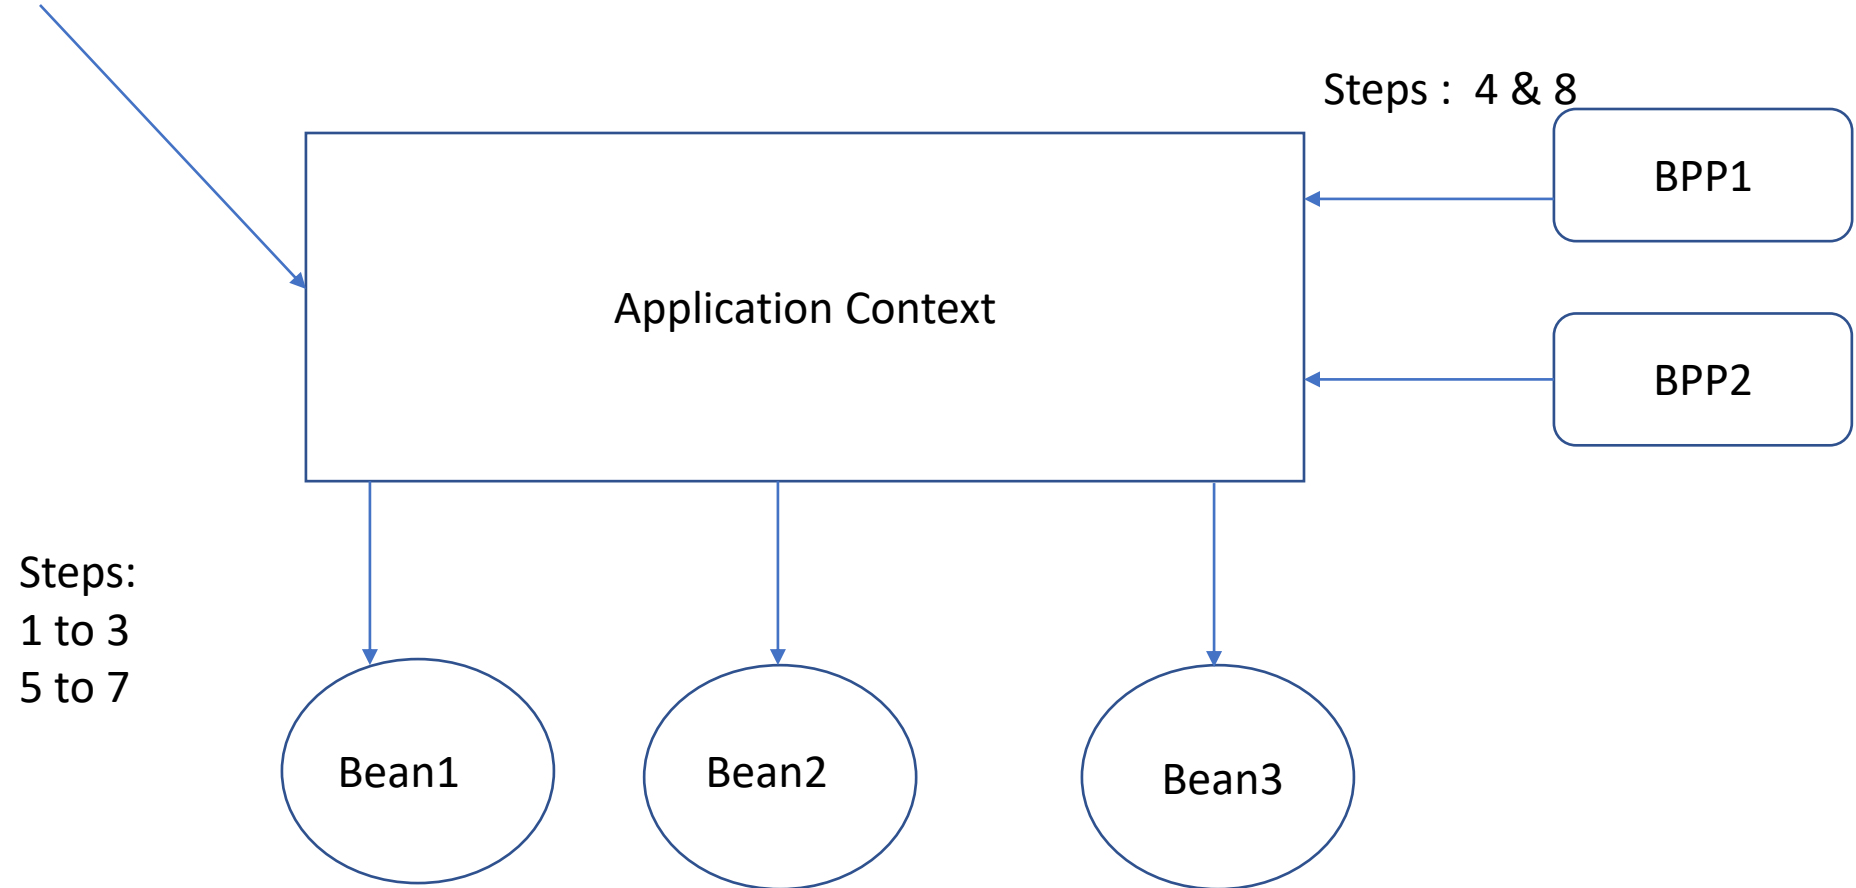 Steps : 4 & 8
BPP1
Application Context
BPP2
Steps:
1 to 3
5 to 7
Bean1
Bean2
Bean3